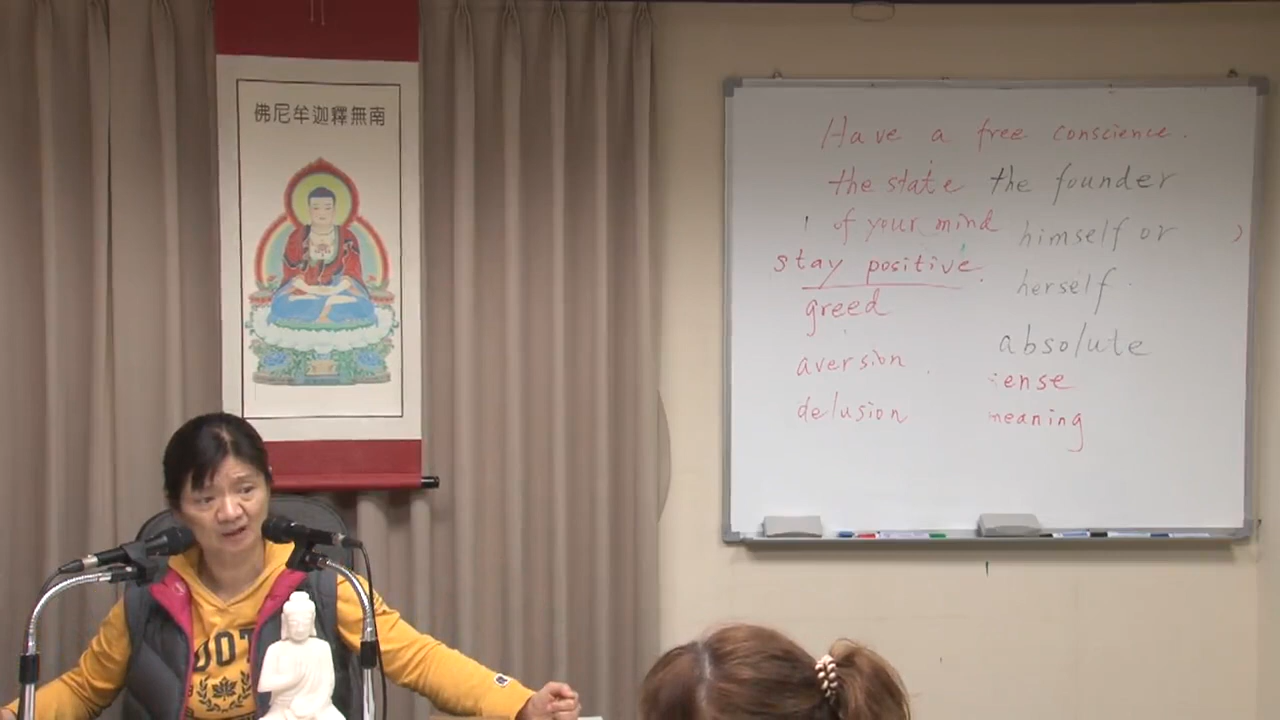 佛尼牟迦釋無南
Have a free conscience.
the state the founder
of your mind himself or
stay positive. herself.
greed absolute
aversion sense
delusion meaning